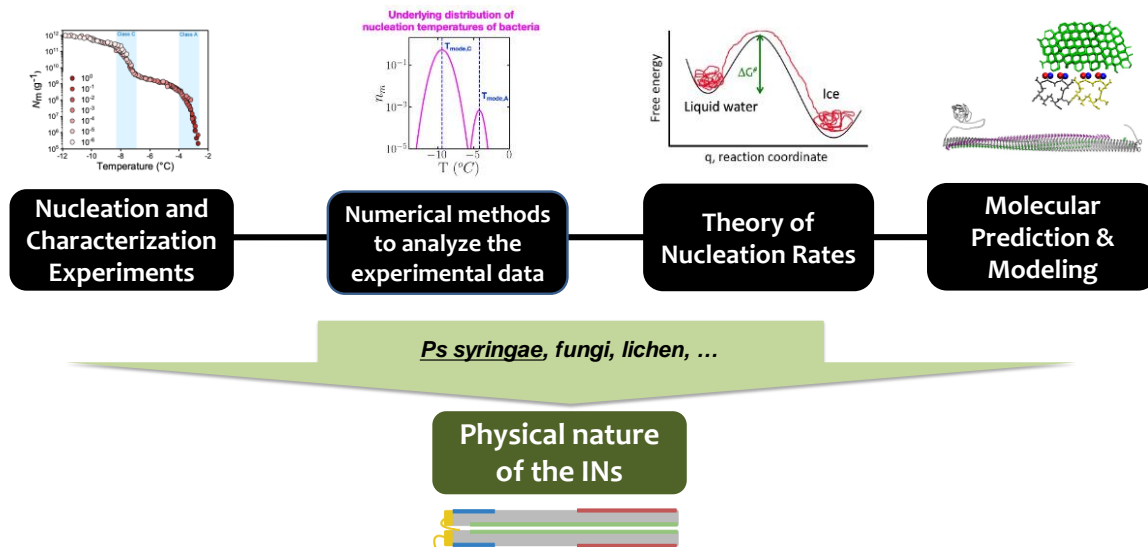 Class C
Class A
10^12
10^11
10^10
10^9
10^8
10^7
10^6
10^5
N_m (g^-1)
10^0
10^-1
10^-2
10^-3
10^-4
10^-5
10^-6
-12 -10 -8 -6 -4 -2
Temperature (°C)
Underlying distribution of
nucleation temperatures of bacteria
T_mode,C
T_mode,A
10^-1
10^-3
10^-5
n_m
−10 −5 0
T (°C)
Free energy
ΔG^≠
Liquid water
Ice
q, reaction coordinate
Nucleation and
Characterization
Experiments
Numerical methods
to analyze the
experimental data
Theory of
Nucleation Rates
Molecular
Prediction &
Modeling
Ps syringae, fungi, lichen, ...
Physical nature
of the INs